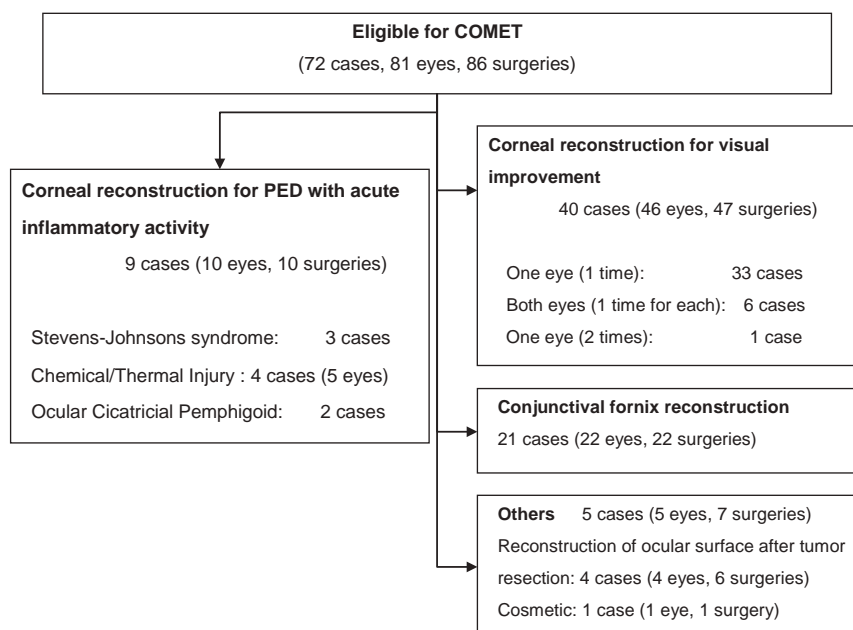 Eligible for COMET
(72 cases, 81 eyes, 86 surgeries)
Corneal reconstruction for PED with acute
inflammatory activity
9 cases (10 eyes, 10 surgeries)
Stevens-Johnsons syndrome: 3 cases
Chemical/Thermal Injury : 4 cases (5 eyes)
Ocular Cicatricial Pemphigoid: 2 cases
Corneal reconstruction for visual
improvement
40 cases (46 eyes, 47 surgeries)
One eye (1 time): 33 cases
Both eyes (1 time for each): 6 cases
One eye (2 times): 1 case
Conjunctival fornix reconstruction
21 cases (22 eyes, 22 surgeries)
Others 5 cases (5 eyes, 7 surgeries)
Reconstruction of ocular surface after tumor
resection: 4 cases (4 eyes, 6 surgeries)
Cosmetic: 1 case (1 eye, 1 surgery)